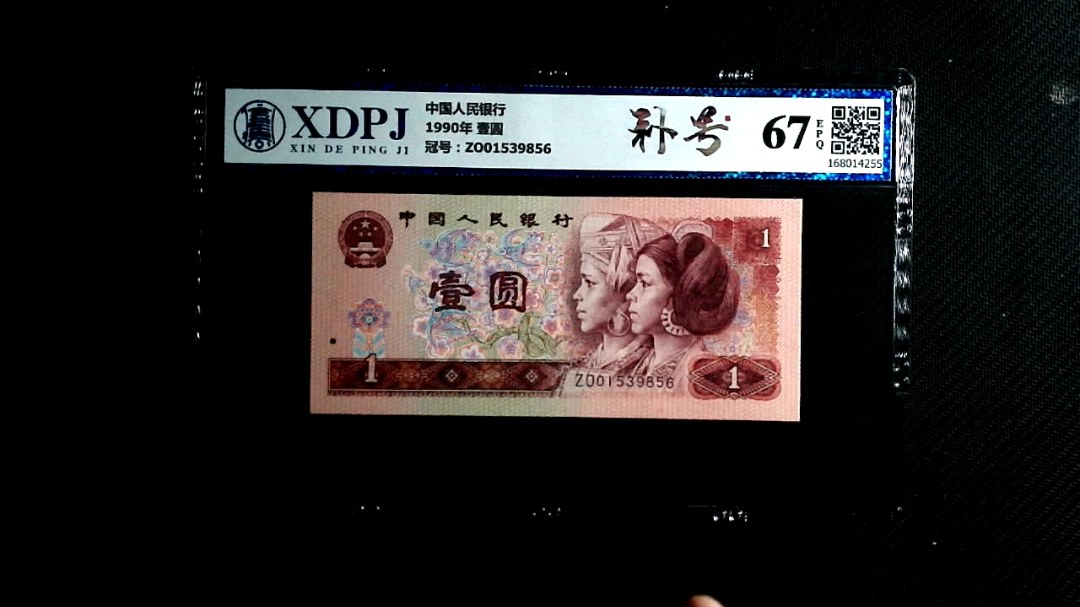 XDPJ
XIN DE PING JI
中国人民银行
1990年 壹圆
冠号：ZO01539856
补号
67
EPQ
168014255
中国人民银行
1
壹圆
1
ZO01539856
1